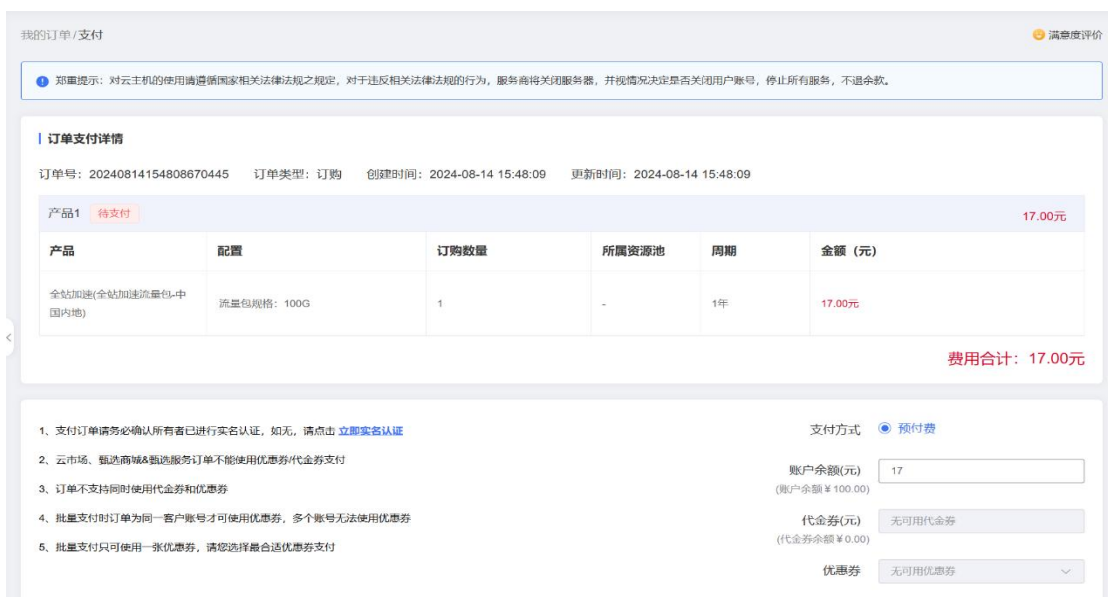 我的订单/支付
满意度评价
郑重提示：对云主机的使用请遵循国家相关法律法规之规定，对于违反相关法律法规的行为，服务商将关闭服务器，并视情况决定是否关闭用户账号，停止所有服务，不退余款。
订单支付详情
订单号：20240814154808670445 订单类型：订购 创建时间：2024-08-14 15:48:09 更新时间：2024-08-14 15:48:09
产品1 待支付 17.00元
产品 配置 订购数量 所属资源池 周期 金额（元）
全站加速(全站加速流量包-中
国内地)
流量包规格：100G 1 - 1年 17.00元
费用合计：17.00元
1、支付订单请务必确认所有者已进行实名认证，如无，请点击 立即实名认证
2、云市场、甄选商城&甄选服务订单不能使用优惠券/代金券支付
3、订单不支持同时使用代金券和优惠券
4、批量支付时订单为同一客户账号才可使用优惠券，多个账号无法使用优惠券
5、批量支付只可使用一张优惠券，请您选择最合适优惠券支付
支付方式 预付费
账户余额(元) 17
(账户余额￥100.00)
代金券(元) 无可用代金券
(代金券余额￥0.00)
优惠券 无可用优惠券